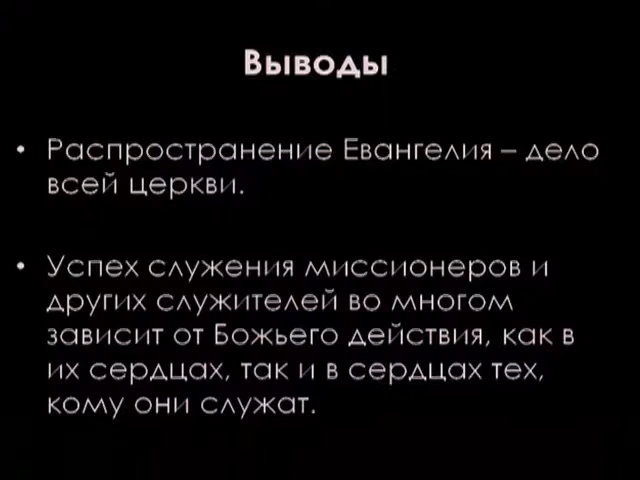 Выводы
• Распространение Евангелия – дело
всей церкви.
• Успех служения миссионеров и
других служителей во многом
зависит от Божьего действия, как в
их сердцах, так и в сердцах тех,
кому они служат.